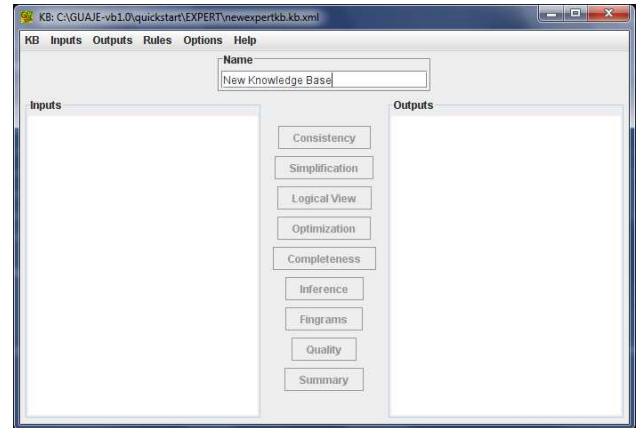 KB: C:\GUAJE-vb1.0\quickstart\EXPERT\newexpertkb.kb.xml
KB Inputs Outputs Rules Options Help
Name
New Knowledge Base
Inputs
Outputs
Consistency
Simplification
Logical View
Optimization
Completeness
Inference
Fingrams
Quality
Summary